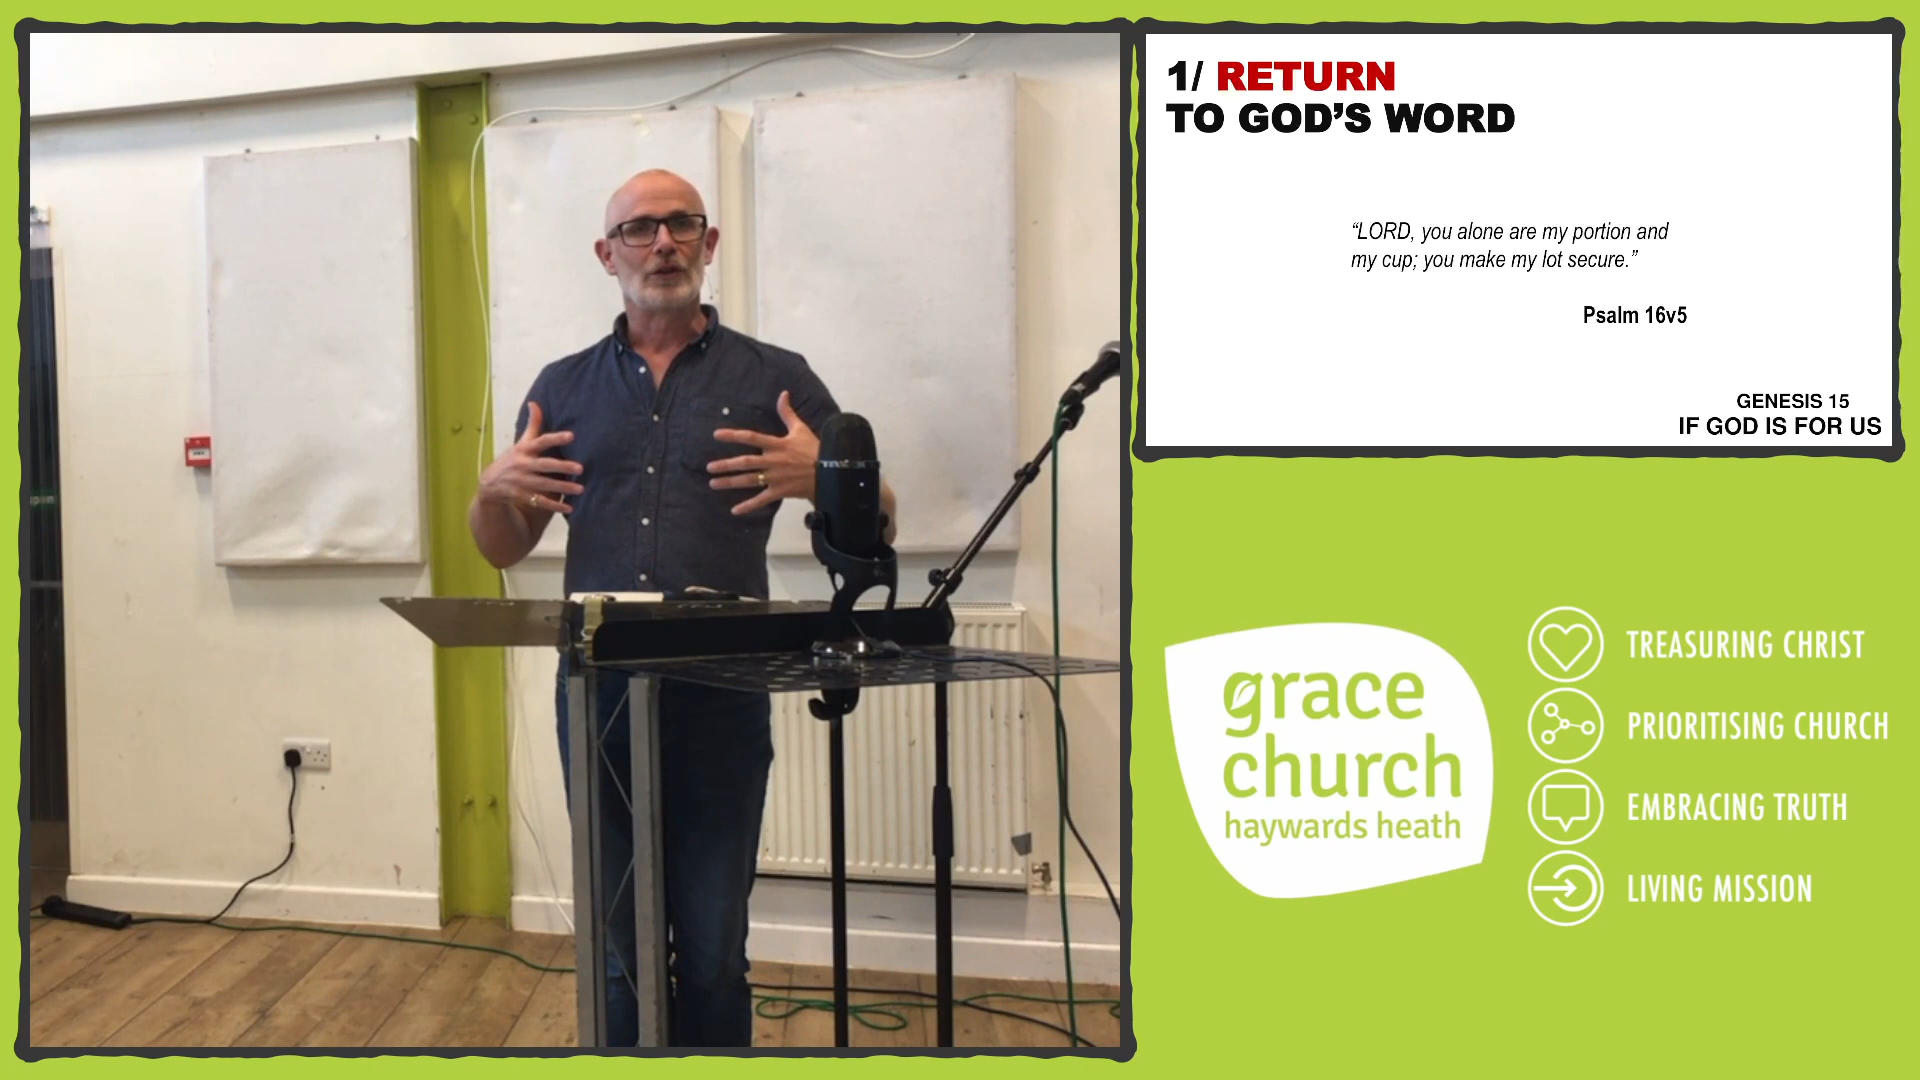 1/ RETURN
TO GOD’S WORD
“LORD, you alone are my portion and
my cup; you make my lot secure.”
Psalm 16v5
GENESIS 15
IF GOD IS FOR US
grace
church
haywards heath
TREASURING CHRIST
PRIORITISING CHURCH
EMBRACING TRUTH
LIVING MISSION